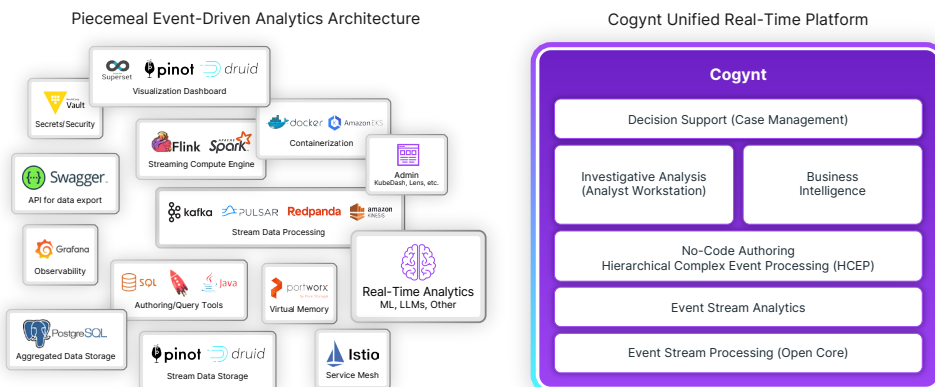 Piecemeal Event-Driven Analytics Architecture
Superset
pinot
druid
Visualization Dashboard
Vault
Secrets/Security
Flink
Spark
Streaming Compute Engine
docker
Amazon EKS
Containerization
Admin
KubeDash, Lens, etc.
Swagger
API for data export
kafka
PULSAR
Redpanda
amazon
KINESIS
Stream Data Processing
Grafana
Observability
Real-Time Analytics
ML, LLMs, Other
SQL
Java
Authoring/Query Tools
portworx
Virtual Memory
PostgreSQL
Aggregated Data Storage
pinot
druid
Stream Data Storage
Istio
Service Mesh
Cogynt Unified Real-Time Platform
Cogynt
Decision Support (Case Management)
Investigative Analysis
(Analyst Workstation)
Business
Intelligence
No-Code Authoring
Hierarchical Complex Event Processing (HCEP)
Event Stream Analytics
Event Stream Processing (Open Core)